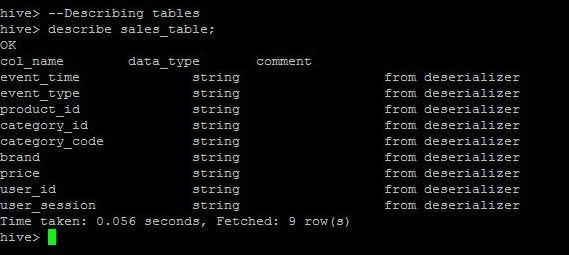 hive> --Describing tables
hive> describe sales_table;
OK
col_name data_type comment
event_time string from deserializer
event_type string from deserializer
product_id string from deserializer
category_id string from deserializer
category_code string from deserializer
brand string from deserializer
price string from deserializer
user_id string from deserializer
user_session string from deserializer
Time taken: 0.056 seconds, Fetched: 9 row(s)
hive>